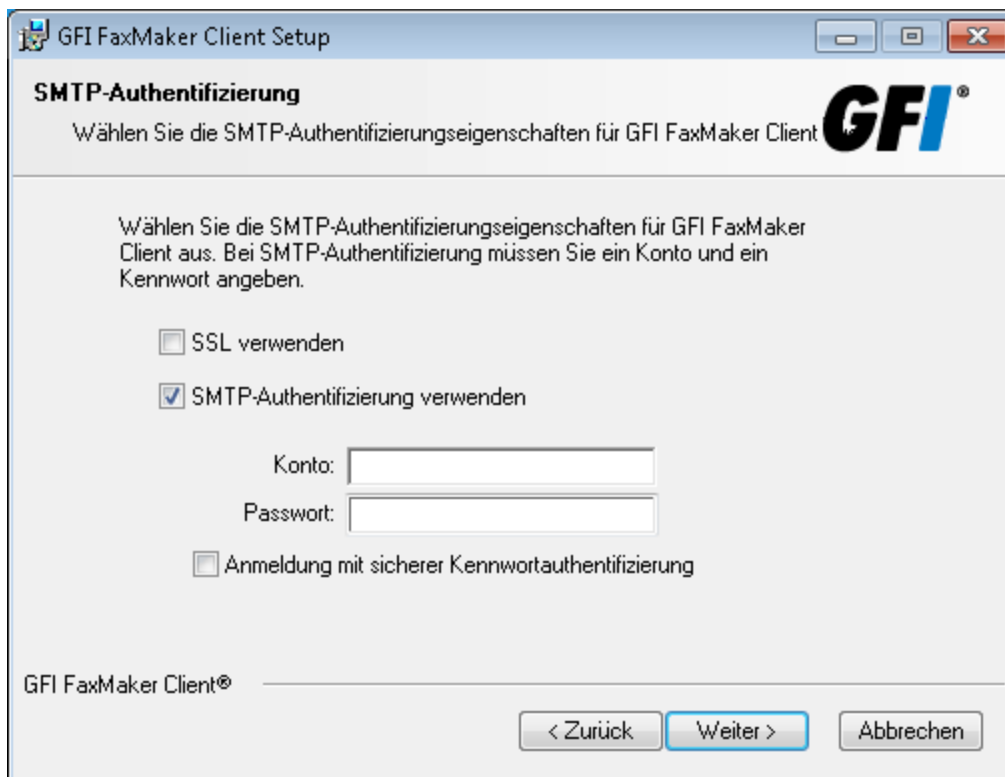 GFI FaxMaker Client Setup
SMTP-Authentifizierung
Wählen Sie die SMTP-Authentifizierungseigenschaften für GFI FaxMaker Client
GFI®
Wählen Sie die SMTP-Authentifizierungseigenschaften für GFI FaxMaker
Client aus. Bei SMTP-Authentifizierung müssen Sie ein Konto und ein
Kennwort angeben.
SSL verwenden
SMTP-Authentifizierung verwenden
Konto:
Passwort:
Anmeldung mit sicherer Kennwortauthentifizierung
GFI FaxMaker Client®
< Zurück
Weiter >
Abbrechen